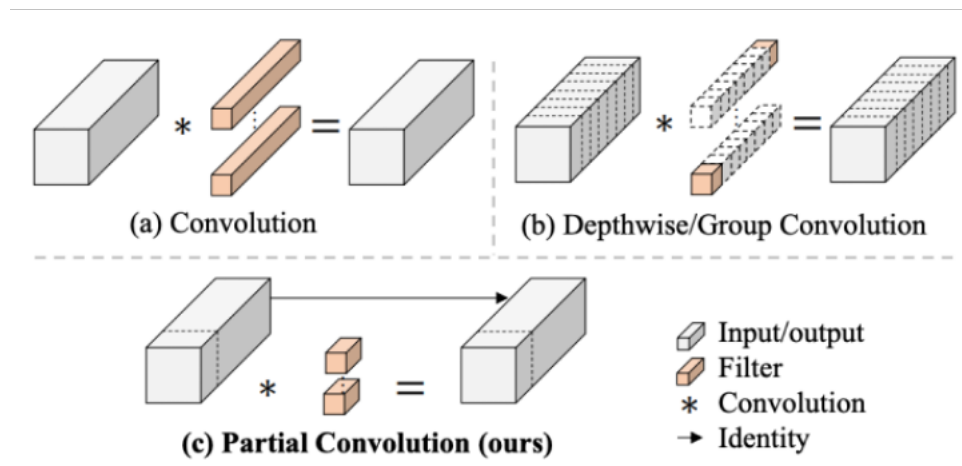 * =
* =
(a) Convolution
(b) Depthwise/Group Convolution
* =
Input/output
Filter
* Convolution
Identity
(c) Partial Convolution (ours)